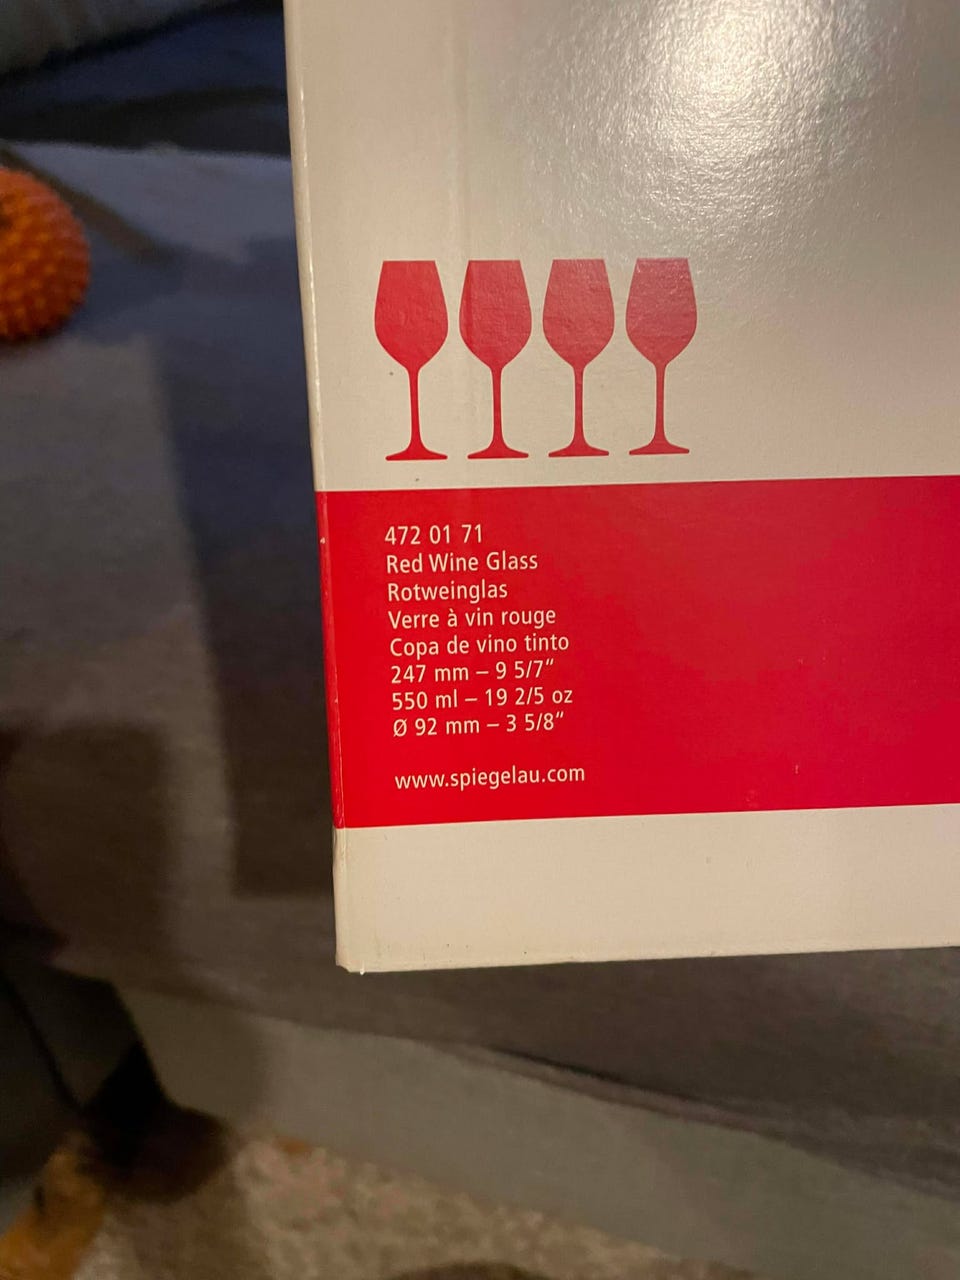 472 01 71
Red Wine Glass
Rotweinglas
Verre à vin rouge
Copa de vino tinto
247 mm – 9 5/7“
550 ml – 19 2/5 oz
Ø 92 mm – 3 5/8“
www.spiegelau.com